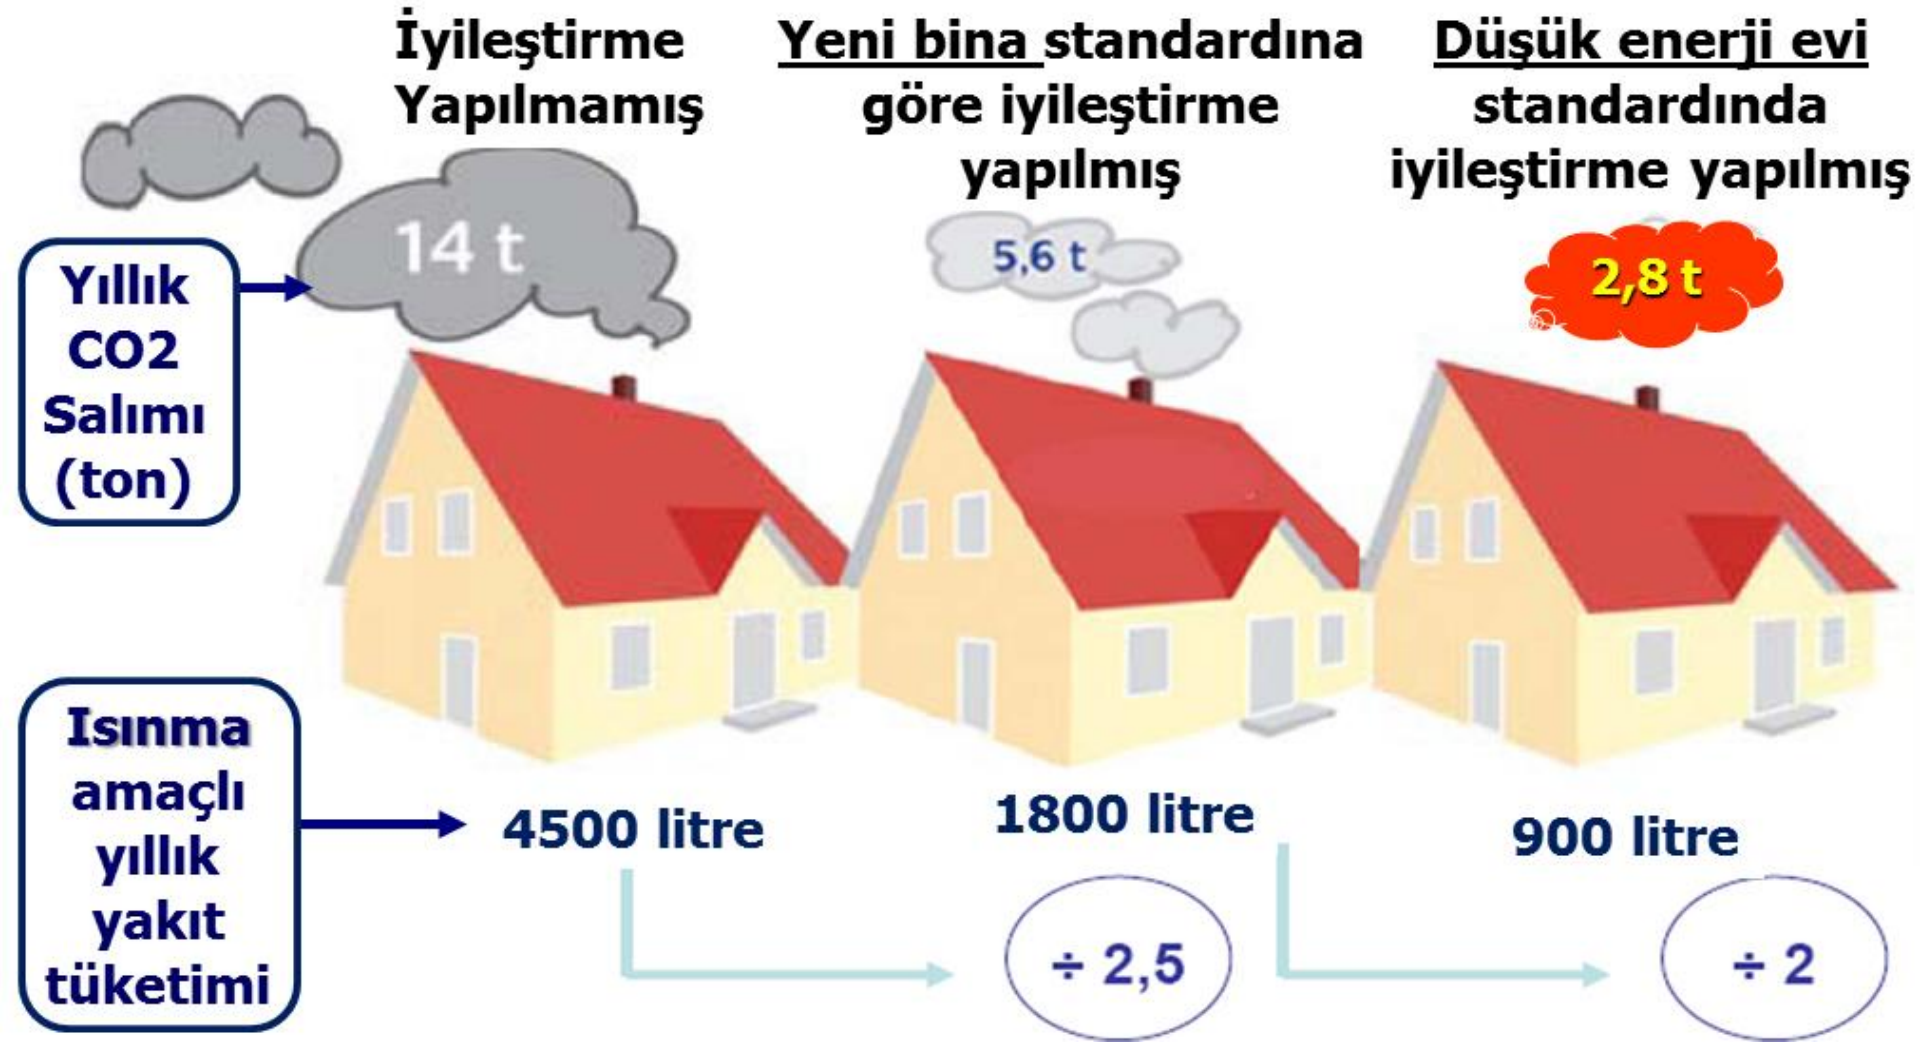 İyileştirme
Yapılmamış
Yeni bina standardına
göre iyileştirme
yapılmış
Düşük enerji evi
standardında
iyileştirme yapılmış
Yıllık
CO2
Salımı
(ton)
14 t
5,6 t
2,8 t
Isınma
amaçlı
yıllık
yakıt
tüketimi
4500 litre
1800 litre
900 litre
÷ 2,5
÷ 2